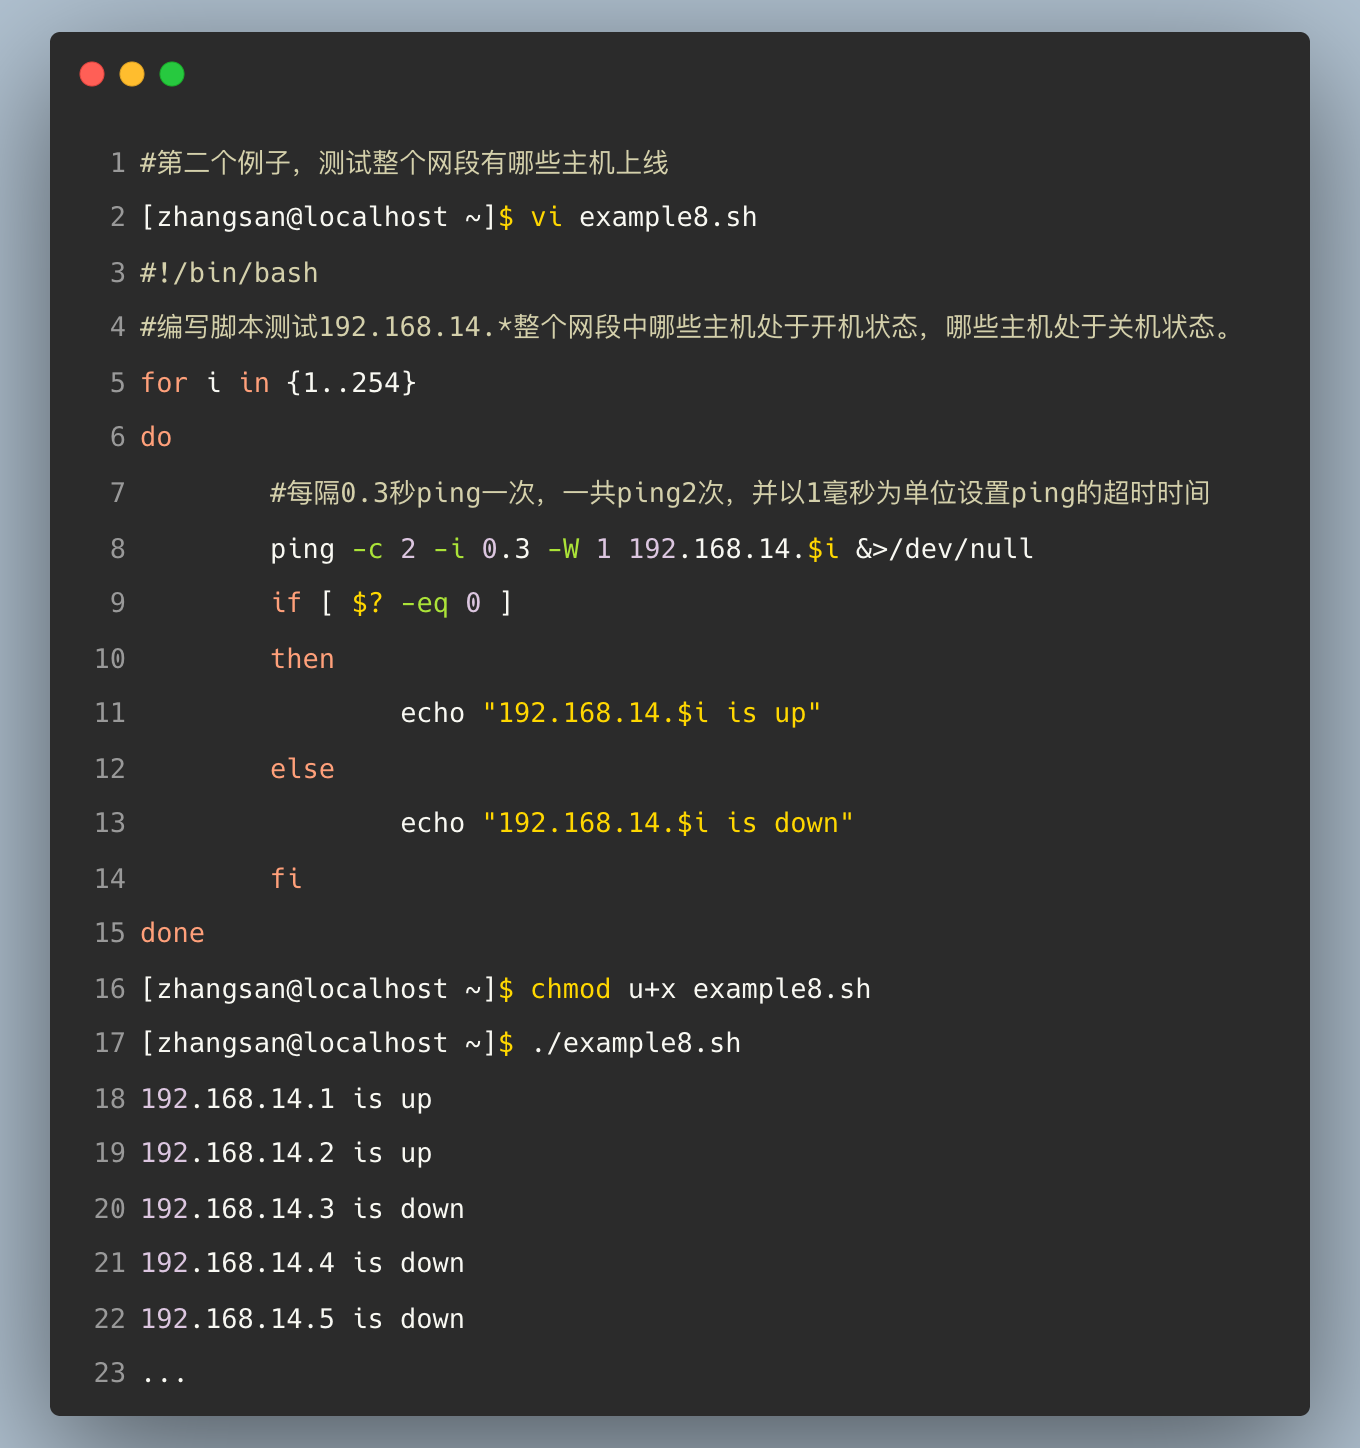 1 #第二个例子，测试整个网段有哪些主机上线
2 [zhangsan@localhost ~]$ vi example8.sh
3 #!/bin/bash
4 #编写脚本测试192.168.14.*整个网段中哪些主机处于开机状态，哪些主机处于关机状态。
5 for i in {1..254}
6 do
7         #每隔0.3秒ping一次，一共ping2次，并以1毫秒为单位设置ping的超时时间
8         ping -c 2 -i 0.3 -W 1 192.168.14.$i &>/dev/null
9         if [ $? -eq 0 ]
10         then
11                 echo "192.168.14.$i is up"
12         else
13                 echo "192.168.14.$i is down"
14         fi
15 done
16 [zhangsan@localhost ~]$ chmod u+x example8.sh
17 [zhangsan@localhost ~]$ ./example8.sh
18 192.168.14.1 is up
19 192.168.14.2 is up
20 192.168.14.3 is down
21 192.168.14.4 is down
22 192.168.14.5 is down
23 ...